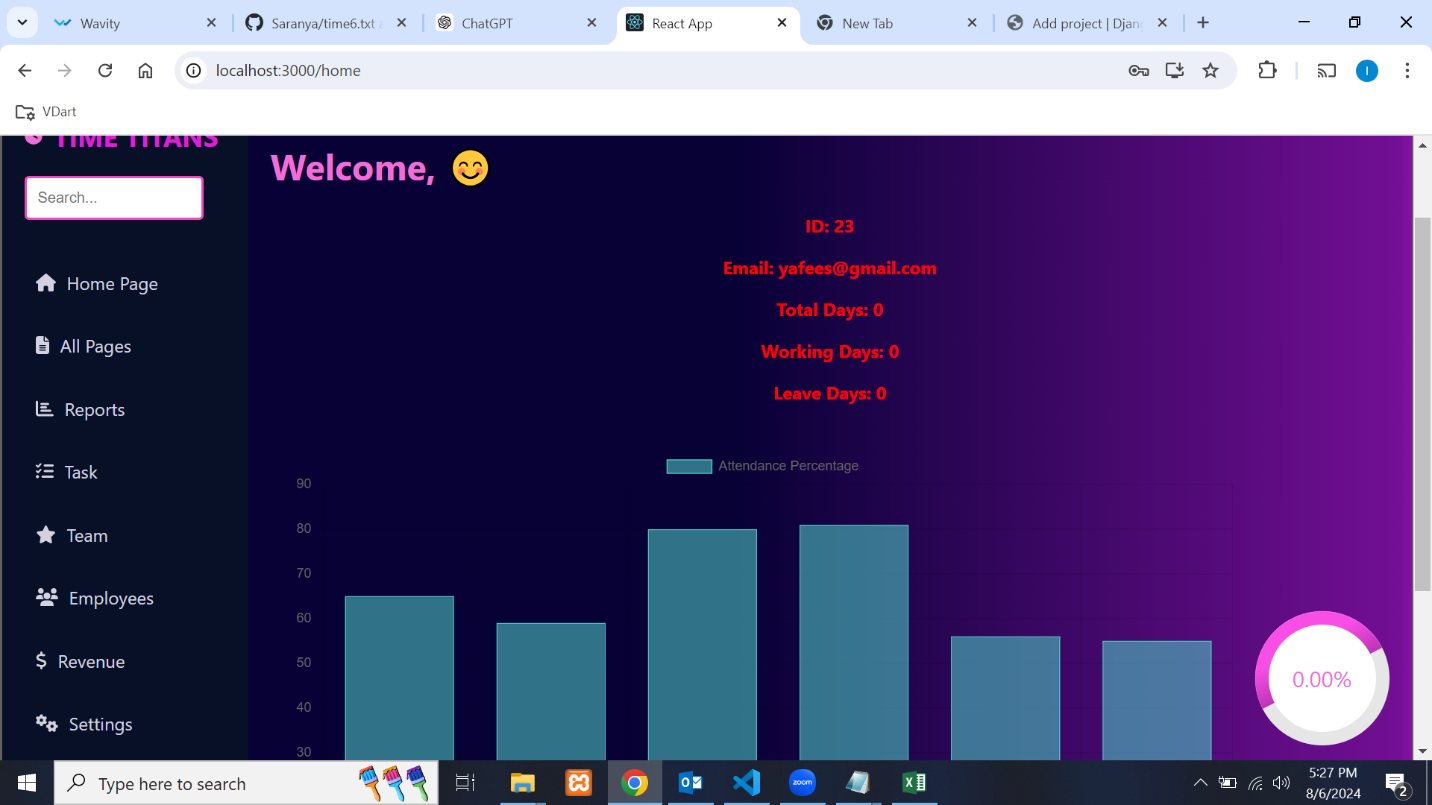 Wavity
Saranya/time6.txt
ChatGPT
React App
New Tab
Add project | Djan
localhost:3000/home
I
VDart
TIME TITANS
Search...
Home Page
All Pages
Reports
Task
Team
Employees
Revenue
Settings
Welcome,
ID: 23
Email: yafees@gmail.com
Total Days: 0
Working Days: 0
Leave Days: 0
Attendance Percentage
90
80
70
60
50
40
30
0.00%
Type here to search
zoom
5:27 PM
8/6/2024
2